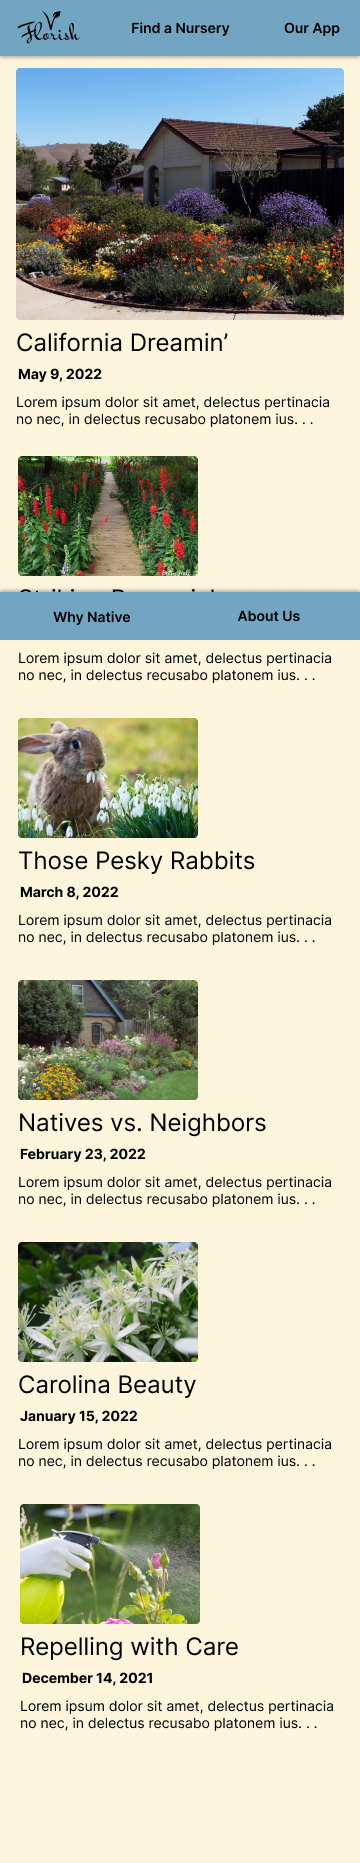 Florish
Find a Nursery
Our App
California Dreamin’
May 9, 2022
Lorem ipsum dolor sit amet, delectus pertinacia
no nec, in delectus recusabo platonem ius. . .
Why Native
About Us
Lorem ipsum dolor sit amet, delectus pertinacia
no nec, in delectus recusabo platonem ius. . .
Those Pesky Rabbits
March 8, 2022
Lorem ipsum dolor sit amet, delectus pertinacia
no nec, in delectus recusabo platonem ius. . .
Natives vs. Neighbors
February 23, 2022
Lorem ipsum dolor sit amet, delectus pertinacia
no nec, in delectus recusabo platonem ius. . .
Carolina Beauty
January 15, 2022
Lorem ipsum dolor sit amet, delectus pertinacia
no nec, in delectus recusabo platonem ius. . .
Repelling with Care
December 14, 2021
Lorem ipsum dolor sit amet, delectus pertinacia
no nec, in delectus recusabo platonem ius. . .